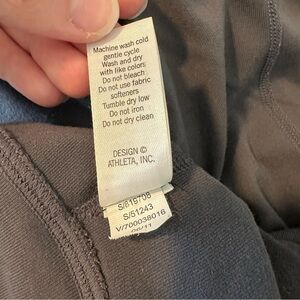 Machine wash cold
gentle cycle
Wash and dry
with like colors
Do not bleach
Do not use fabric
softeners
Tumble dry low
Do not iron
Do not dry clean
DESIGN ©
ATHLETA, INC.
S/51243
V/700038016